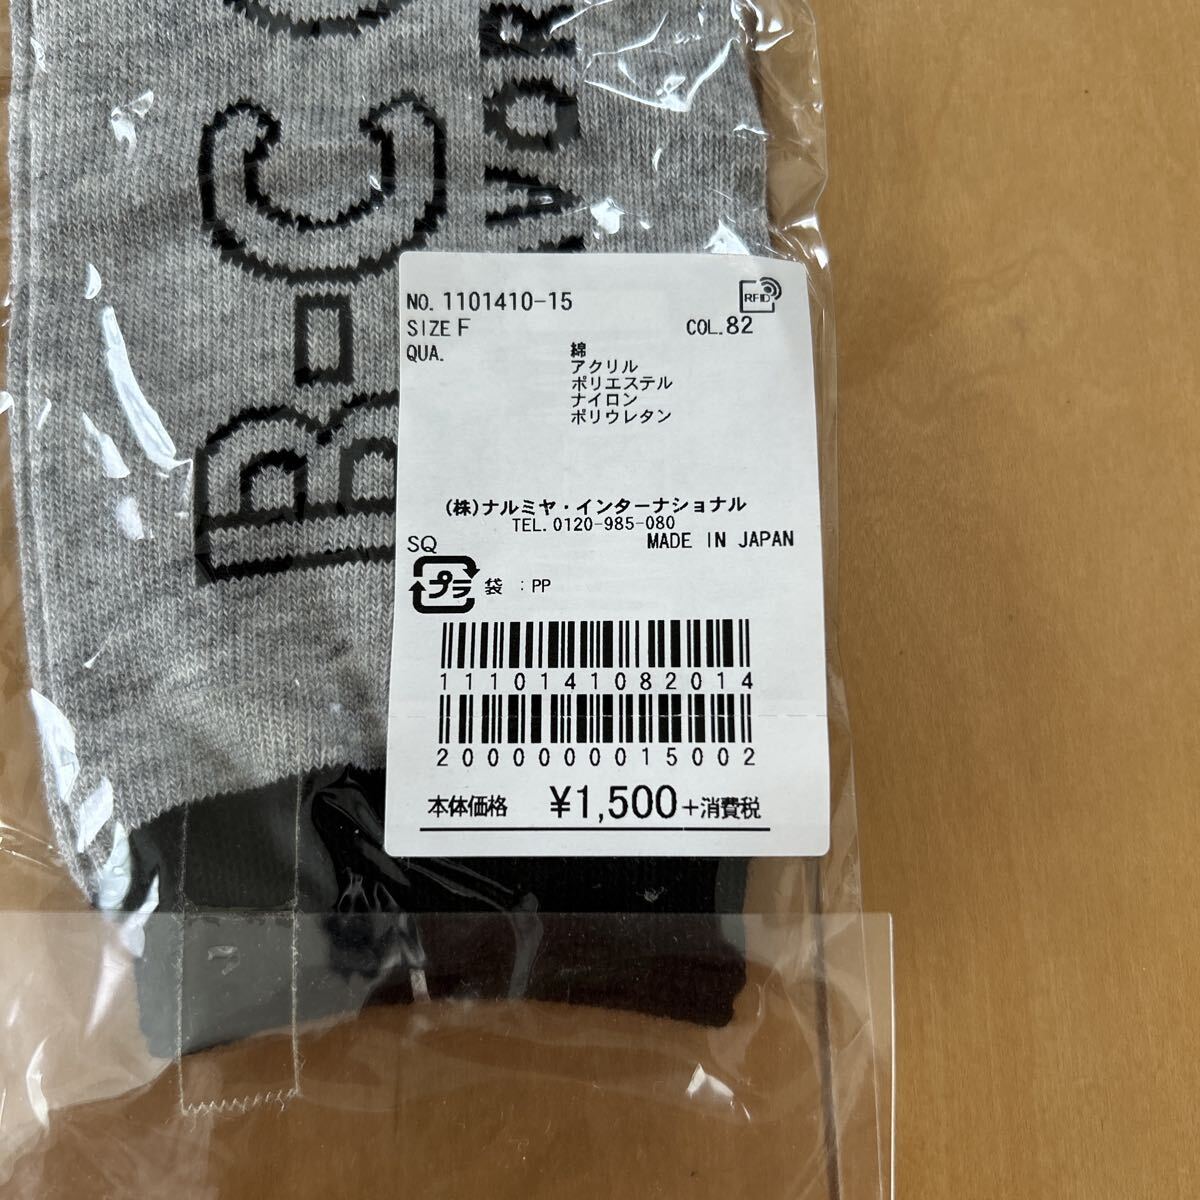 B-C
VOR
NO. 1101410-15
RFID
SIZE F
COL.82
QUA.
綿
アクリル
ポリエステル
ナイロン
ポリウレタン
(株)ナルミヤ・インターナショナル
TEL.0120-985-080
SQ
MADE IN JAPAN
プラ
袋 : PP
1110141082014
2000000015002
本体価格 ¥1,500+消費税